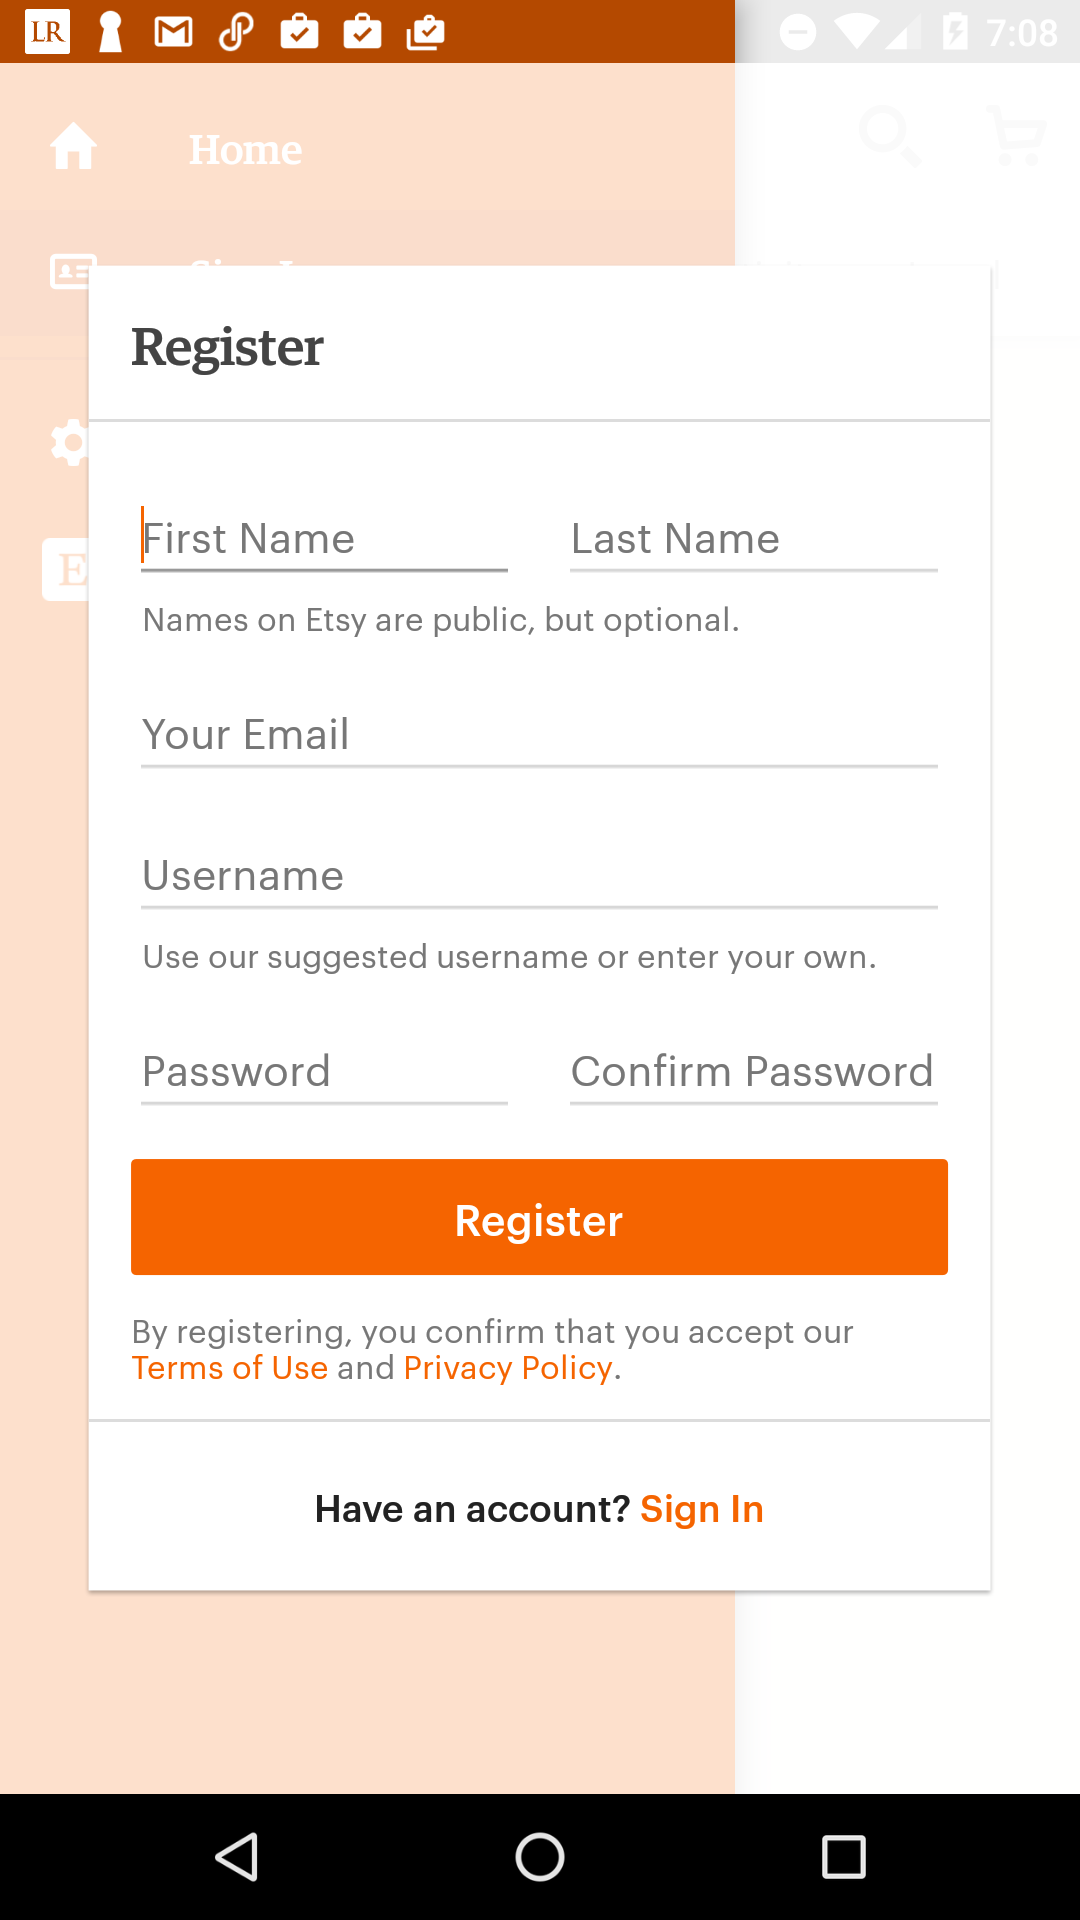 LR
7:08
Home
Register
E
First Name
Last Name
Names on Etsy are public, but optional.
Your Email
Username
Use our suggested username or enter your own.
Password
Confirm Password
Register
By registering, you confirm that you accept our
Terms of Use and Privacy Policy.
Have an account? Sign In